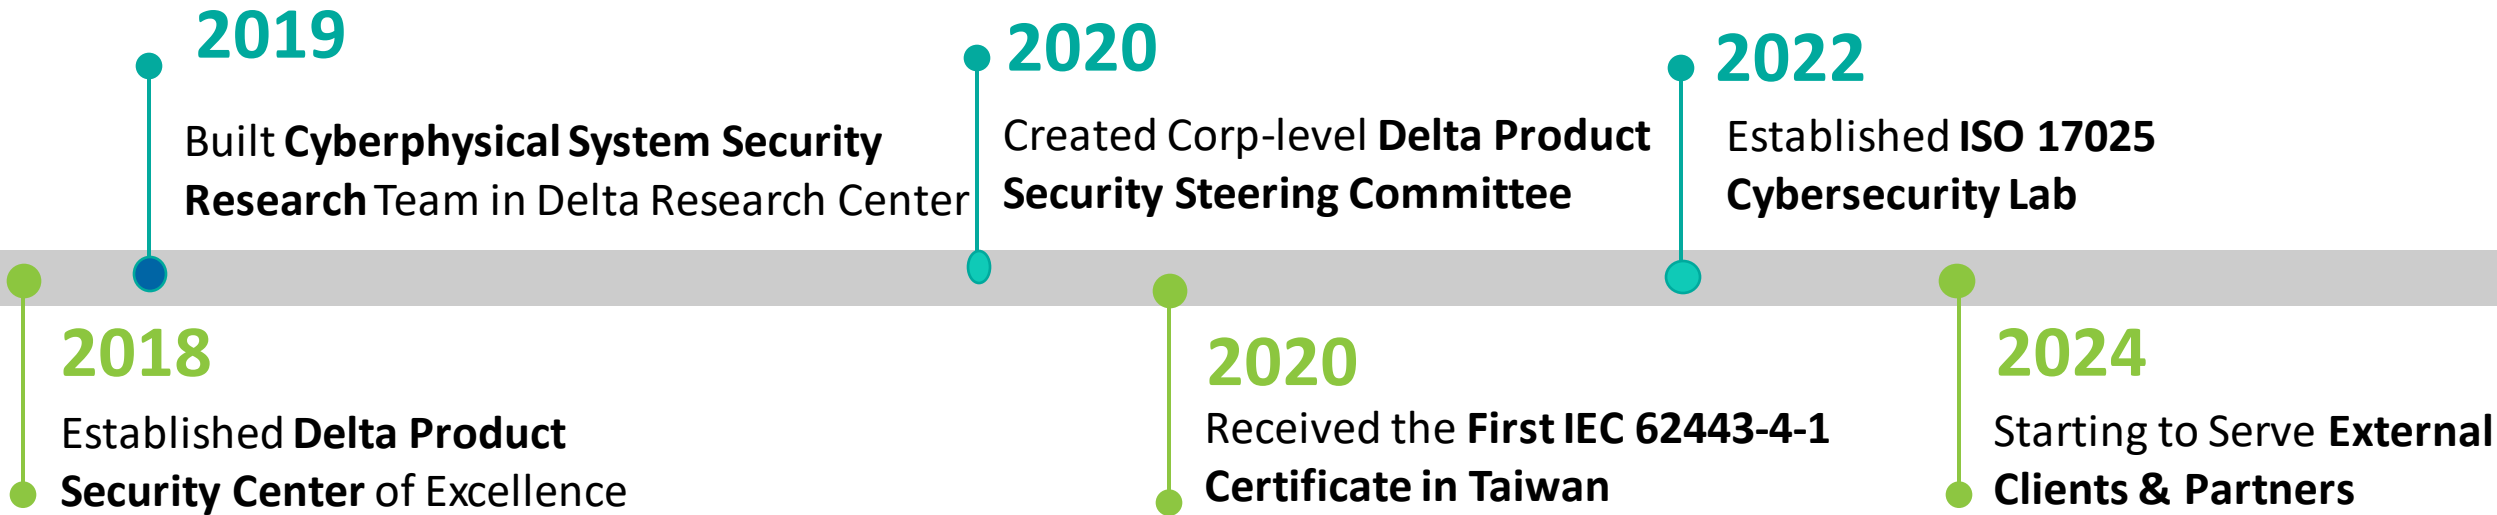 2019
Built Cyberphysical System Security
Research Team in Delta Research Center
2020
Created Corp-level Delta Product
Security Steering Committee
2022
Established ISO 17025
Cybersecurity Lab
2018
Established Delta Product
Security Center of Excellence
2020
Received the First IEC 62443-4-1
Certificate in Taiwan
2024
Starting to Serve External
Clients & Partners